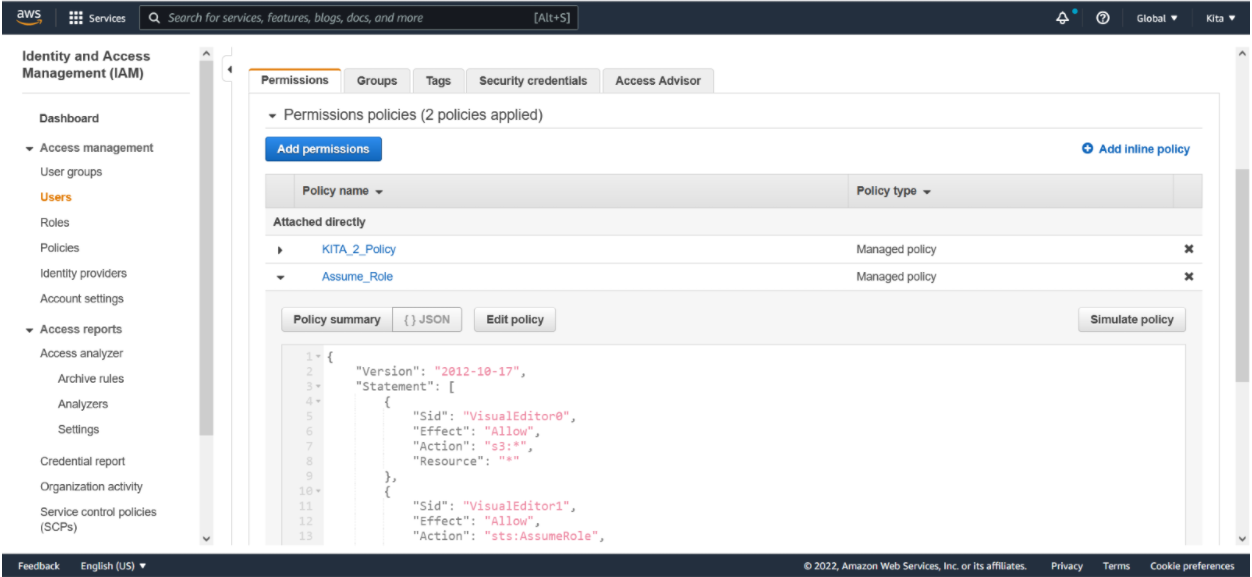 aws
Services
Search for services, features, blogs, docs, and more
[Alt+S]
Global ▼
Kita ▼
Identity and Access
Management (IAM)
Dashboard
Access management
User groups
Users
Roles
Policies
Identity providers
Account settings
Access reports
Access analyzer
Archive rules
Analyzers
Settings
Credential report
Organization activity
Service control policies
(SCPs)
Permissions
Groups
Tags
Security credentials
Access Advisor
Permissions policies (2 policies applied)
Add permissions
Add inline policy
Policy name
Policy type
Attached directly
KITA_2_Policy
Managed policy
Assume_Role
Managed policy
Policy summary
{ } JSON
Edit policy
Simulate policy
1 {
2 "Version": "2012-10-17",
3 "Statement": [
4 {
5 "Sid": "VisualEditor0",
6 "Effect": "Allow",
7 "Action": "s3:*",
8 "Resource": "*"
9 },
10 {
11 "Sid": "VisualEditor1",
12 "Effect": "Allow",
13 "Action": "sts:AssumeRole",
Feedback
English (US) ▼
© 2022, Amazon Web Services, Inc. or its affiliates.
Privacy
Terms
Cookie preferences